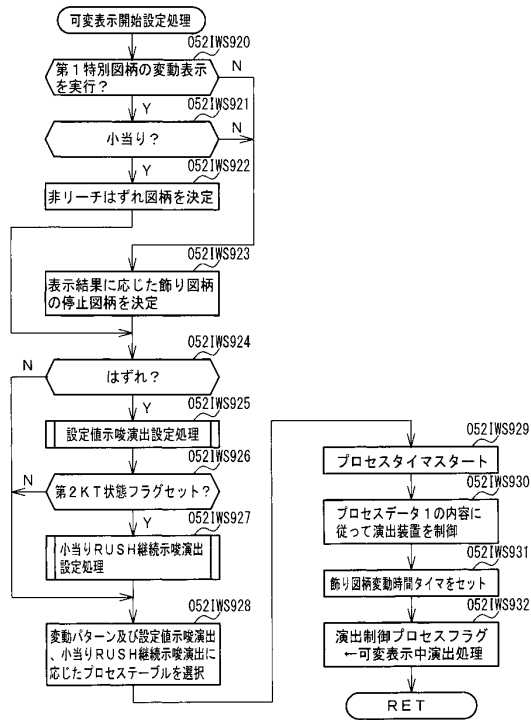 可変表示開始設定処理
052IWS920
第1特別図柄の変動表示
を実行?
N
Y
052IWS921
小当り?
N
Y
052IWS922
非リーチはずれ図柄を決定
052IWS923
表示結果に応じた飾り図柄
の停止図柄を決定
052IWS924
はずれ?
N
Y
052IWS925
設定値示唆演出設定処理
052IWS926
第2KT状態フラグセット?
N
Y
052IWS927
小当りRUSH継続示唆演出
設定処理
052IWS928
変動パターン及び設定値示唆演出
、小当りRUSH継続示唆演出に
応じたプロセステーブルを選択
052IWS929
プロセスタイマスタート
052IWS930
プロセスデータ1の内容に
従って演出装置を制御
052IWS931
飾り図柄変動時間タイマをセット
052IWS932
演出制御プロセスフラグ
←可変表示中演出処理
RET